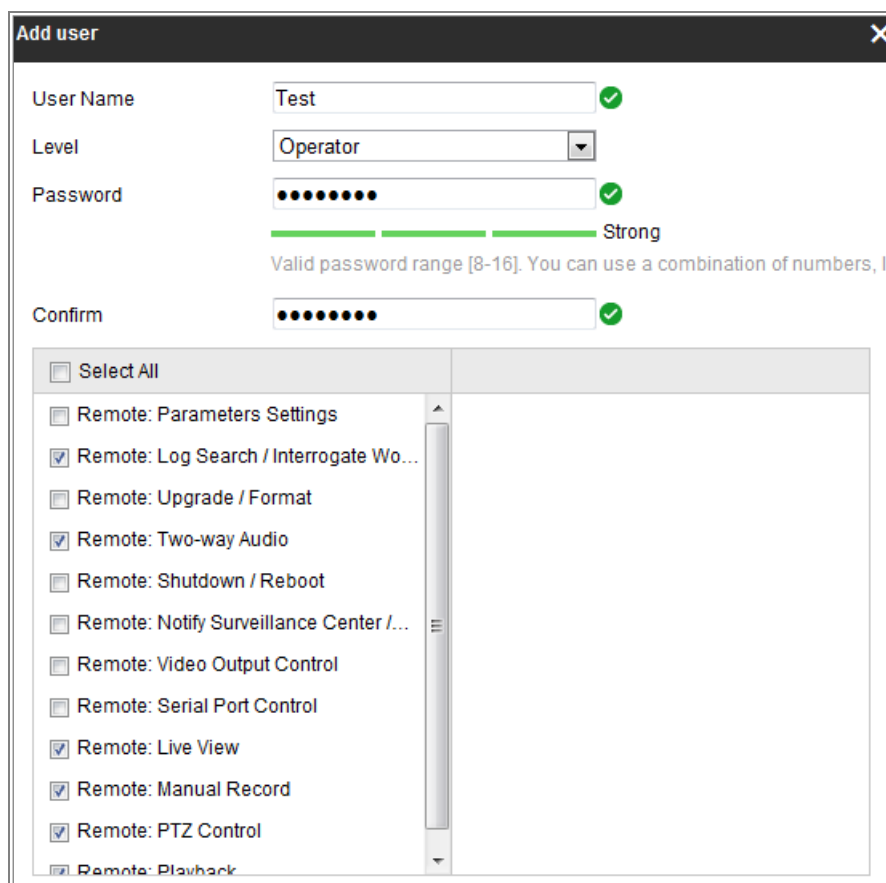 Add user
User Name Test
Level Operator
Password ••••••••
Strong
Valid password range [8-16]. You can use a combination of numbers,
Confirm ••••••••
Select All
Remote: Parameters Settings
Remote: Log Search / Interrogate Wo...
Remote: Upgrade / Format
Remote: Two-way Audio
Remote: Shutdown / Reboot
Remote: Notify Surveillance Center /...
Remote: Video Output Control
Remote: Serial Port Control
Remote: Live View
Remote: Manual Record
Remote: PTZ Control
Remote: Playback